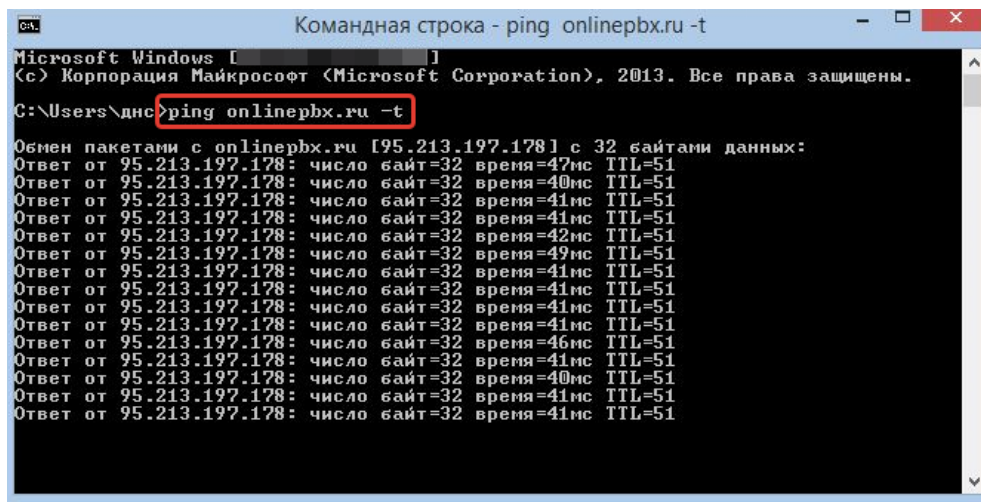 Командная строка - ping onlinepbx.ru -t
Microsoft Windows [ ]
(c) Корпорация Майкрософт (Microsoft Corporation), 2013. Все права защищены.
C:\Users\днс>ping onlinepbx.ru -t
Обмен пакетами с onlinepbx.ru [95.213.197.178] с 32 байтами данных:
Ответ от 95.213.197.178: число байт=32 время=47мс TTL=51
Ответ от 95.213.197.178: число байт=32 время=40мс TTL=51
Ответ от 95.213.197.178: число байт=32 время=41мс TTL=51
Ответ от 95.213.197.178: число байт=32 время=41мс TTL=51
Ответ от 95.213.197.178: число байт=32 время=42мс TTL=51
Ответ от 95.213.197.178: число байт=32 время=49мс TTL=51
Ответ от 95.213.197.178: число байт=32 время=41мс TTL=51
Ответ от 95.213.197.178: число байт=32 время=41мс TTL=51
Ответ от 95.213.197.178: число байт=32 время=41мс TTL=51
Ответ от 95.213.197.178: число байт=32 время=41мс TTL=51
Ответ от 95.213.197.178: число байт=32 время=46мс TTL=51
Ответ от 95.213.197.178: число байт=32 время=41мс TTL=51
Ответ от 95.213.197.178: число байт=32 время=40мс TTL=51
Ответ от 95.213.197.178: число байт=32 время=41мс TTL=51
Ответ от 95.213.197.178: число байт=32 время=41мс TTL=51